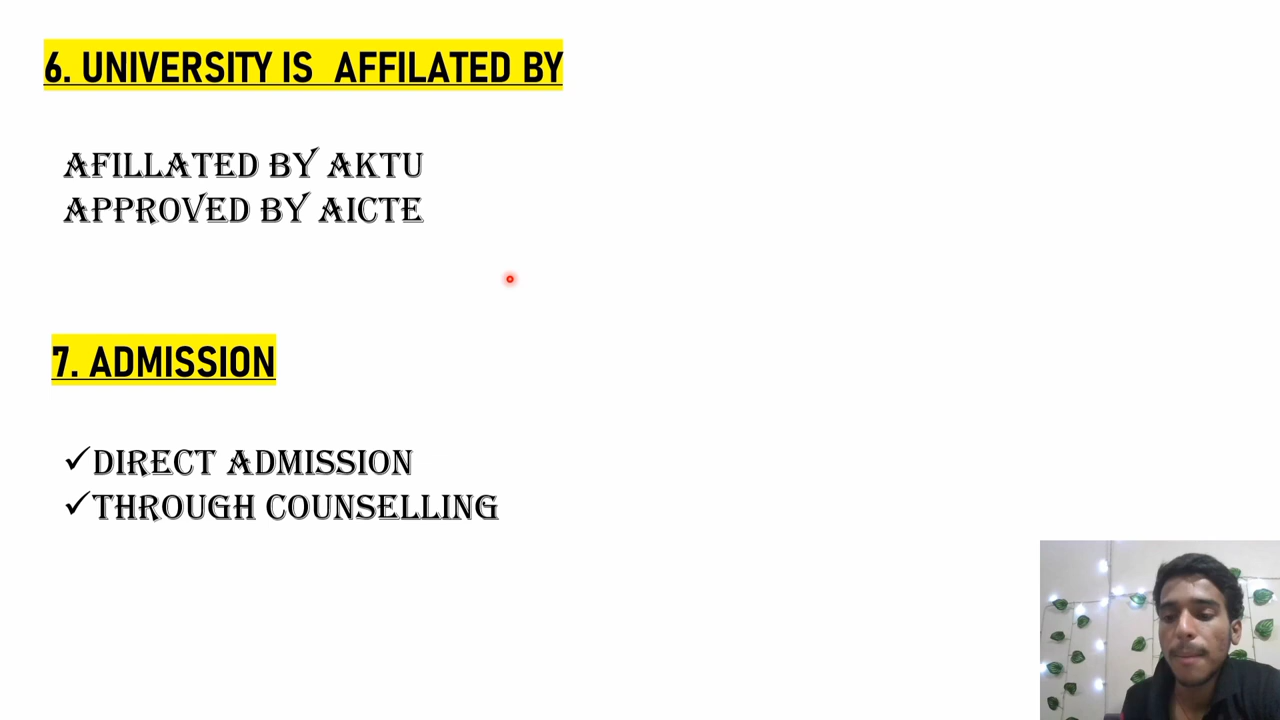 6. UNIVERSITY IS AFFILATED BY
AFILLATED BY AKTU
APPROVED BY AICTE
7. ADMISSION
✓DIRECT ADMISSION
✓THROUGH COUNSELLING